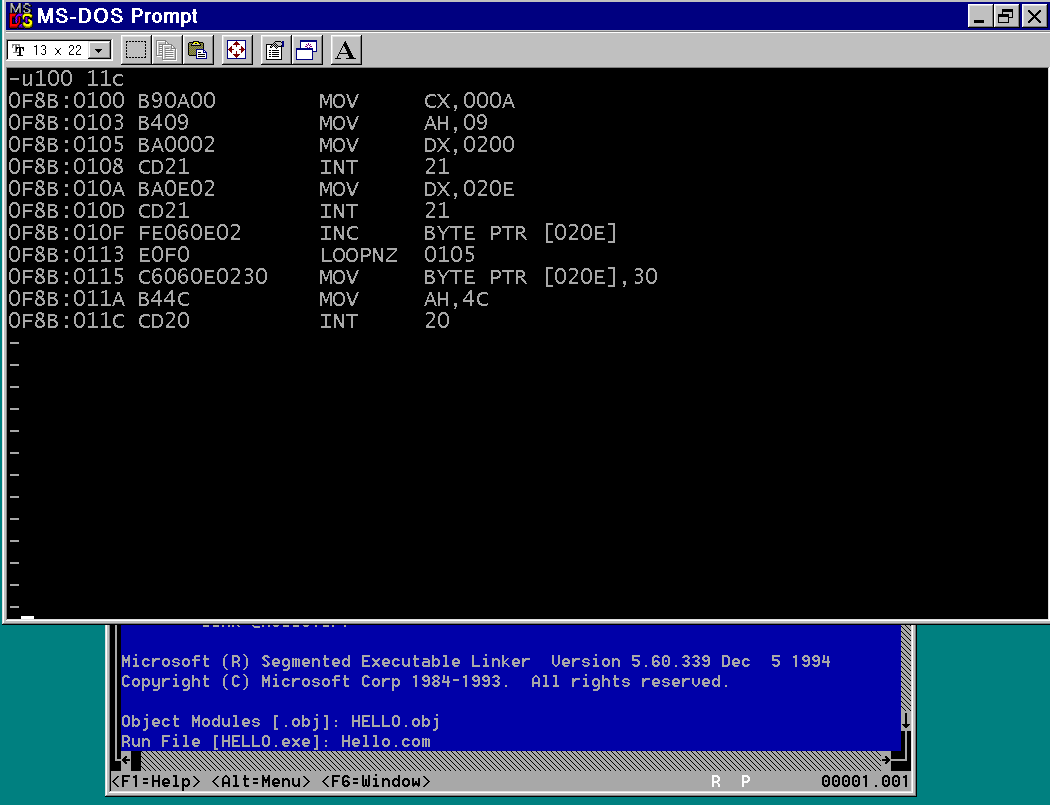 MS-DOS Prompt
13 x 22
A
-u100 11c
0F8B:0100 B90A00 MOV CX,000A
0F8B:0103 B409 MOV AH,09
0F8B:0105 BA0002 MOV DX,0200
0F8B:0108 CD21 INT 21
0F8B:010A BA0E02 MOV DX,020E
0F8B:010D CD21 INT 21
0F8B:010F FE060E02 INC BYTE PTR [020E]
0F8B:0113 E0F0 LOOPNZ 0105
0F8B:0115 C6060E0230 MOV BYTE PTR [020E],30
0F8B:011A B44C MOV AH,4C
0F8B:011C CD20 INT 20
-
-
-
-
-
-
-
-
-
-
-
-
-
Microsoft (R) Segmented Executable Linker Version 5.60.339 Dec 5 1994
Copyright (C) Microsoft Corp 1984-1993. All rights reserved.
Object Modules [.obj]: HELLO.obj
Run File [HELLO.exe]: Hello.com
<F1=Help> <Alt=Menu> <F6=Window> R P 00001.001